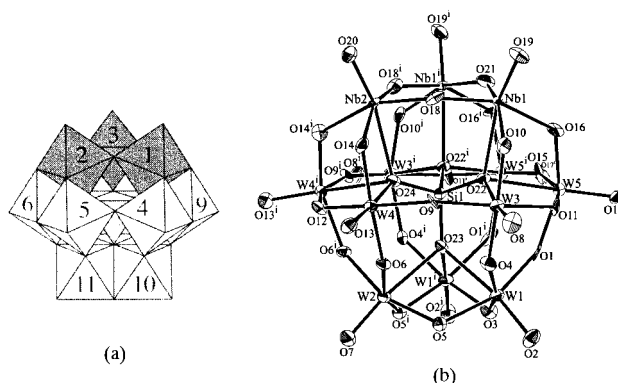 3
2 1
6 5 4 9
11 10
(a)
O19ⁱ
O20 O19
O18ⁱ Nb1ⁱ O21
Nb2 O18 Nb1
O14ⁱ O10ⁱ O16ⁱ O10 O16
O14
O9ⁱ O8ⁱ W3ⁱ O22ⁱ W5ⁱ O15
W4ⁱ O24 O22 W5
O13ⁱ O12 O13 W4 O9 Si1 W3 O11
O8
O23
O6ⁱ O6 O4ⁱ O1ⁱ O4 O1
W2 W1ⁱ W1
O5ⁱ O2ⁱ O3
O7 O5 O2
(b)